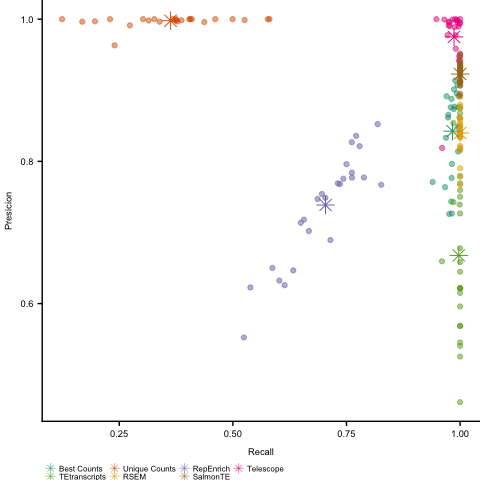 1.0
0.8
Presicion
0.6
0.25 0.50 0.75 1.00
Recall
Best Counts Unique Counts RepEnrich Telescope
TEtranscripts RSEM SalmonTE